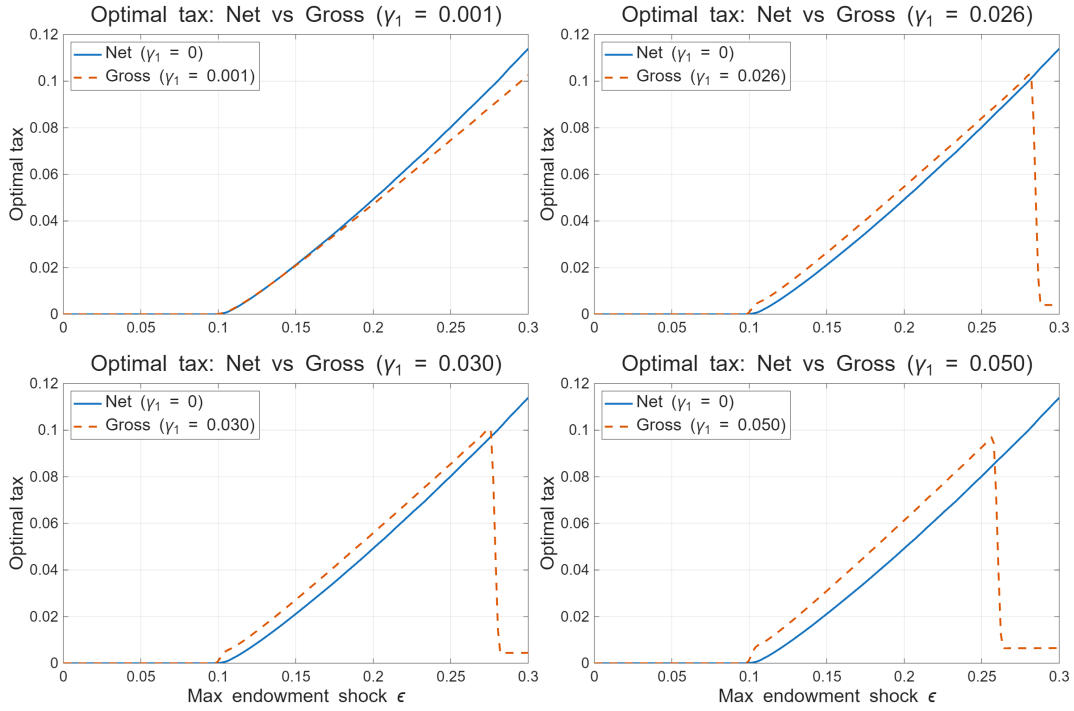 Optimal tax: Net vs Gross (γ₁ = 0.001)
Optimal tax
0.12
0.1
0.08
0.06
0.04
0.02
0
Net (γ₁ = 0)
Gross (γ₁ = 0.001)
0 0.05 0.1 0.15 0.2 0.25 0.3
Optimal tax: Net vs Gross (γ₁ = 0.026)
Optimal tax
0.12
0.1
0.08
0.06
0.04
0.02
0
Net (γ₁ = 0)
Gross (γ₁ = 0.026)
0 0.05 0.1 0.15 0.2 0.25 0.3
Optimal tax: Net vs Gross (γ₁ = 0.030)
Optimal tax
0.12
0.1
0.08
0.06
0.04
0.02
0
Net (γ₁ = 0)
Gross (γ₁ = 0.030)
0 0.05 0.1 0.15 0.2 0.25 0.3
Max endowment shock ϵ
Optimal tax: Net vs Gross (γ₁ = 0.050)
Optimal tax
0.12
0.1
0.08
0.06
0.04
0.02
0
Net (γ₁ = 0)
Gross (γ₁ = 0.050)
0 0.05 0.1 0.15 0.2 0.25 0.3
Max endowment shock ϵ